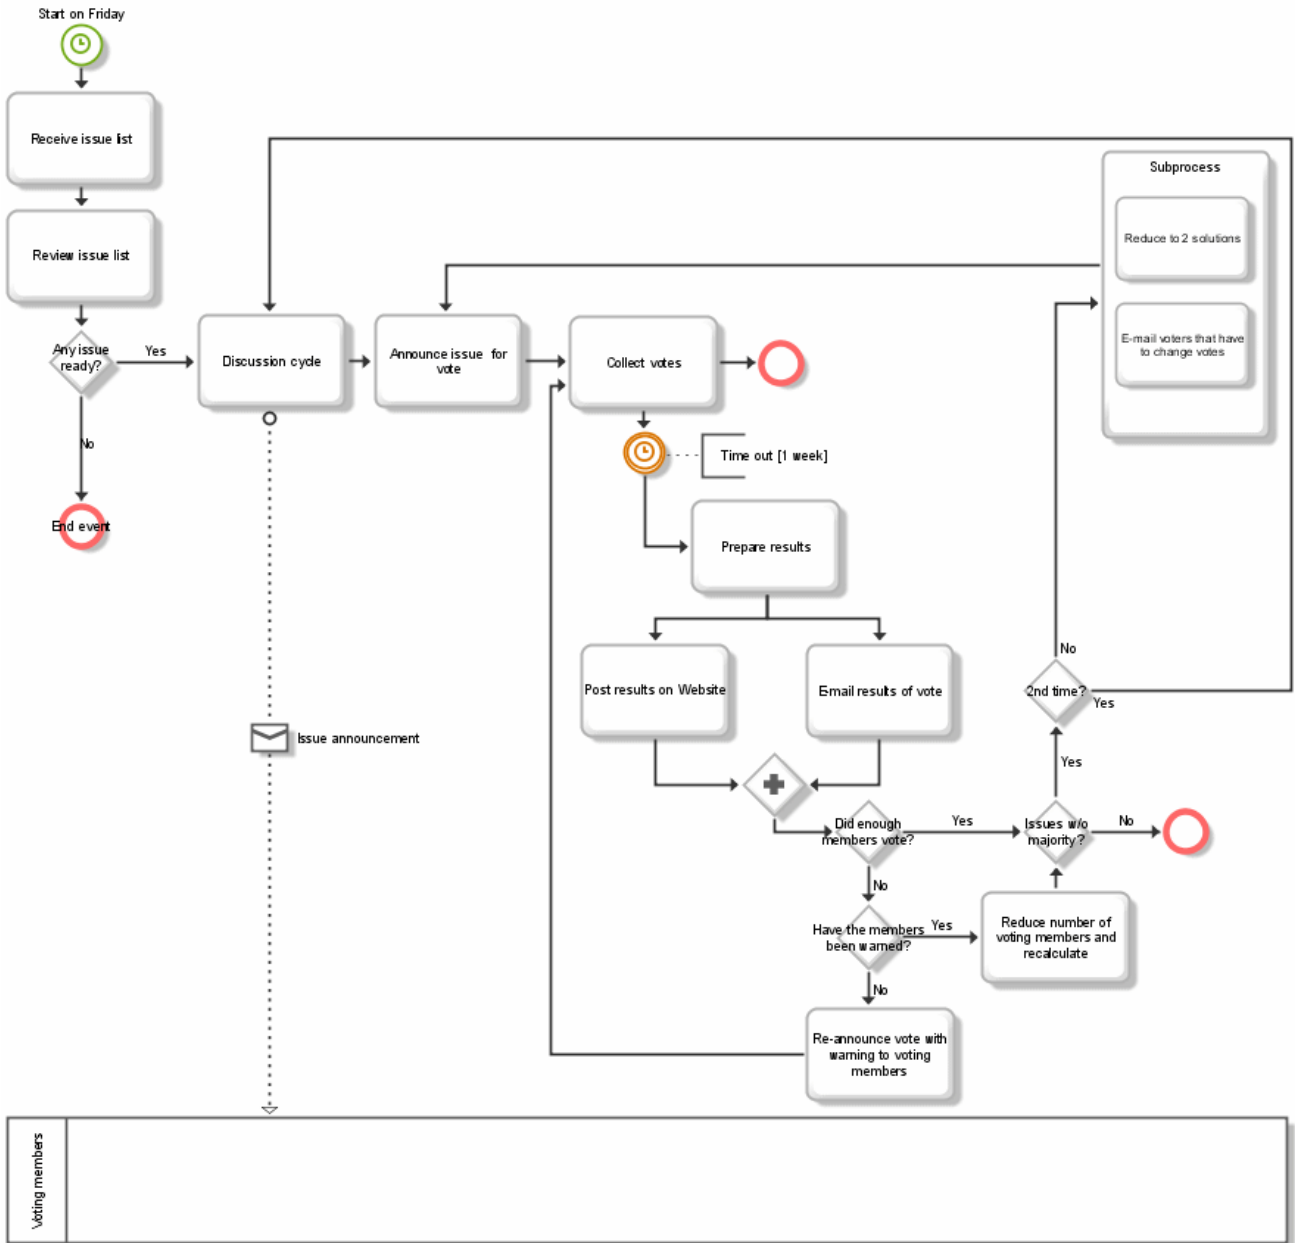 Start on Friday
Receive issue list
Review issue list
Any issue
ready?
Yes
No
End event
Discussion cycle
Announce issue for
vote
Collect votes
Time out [1 week]
Prepare results
Post results on Website
E-mail results of vote
Issue announcement
Did enough
members vote?
Yes
No
Have the members
been warned?
Yes
No
Re-announce vote with
warning to voting
members
Reduce number of
voting members and
recalculate
Issues w/o
majority?
No
Yes
2nd time?
No
Yes
Subprocess
Reduce to 2 solutions
E-mail voters that have
to change votes
Voting members